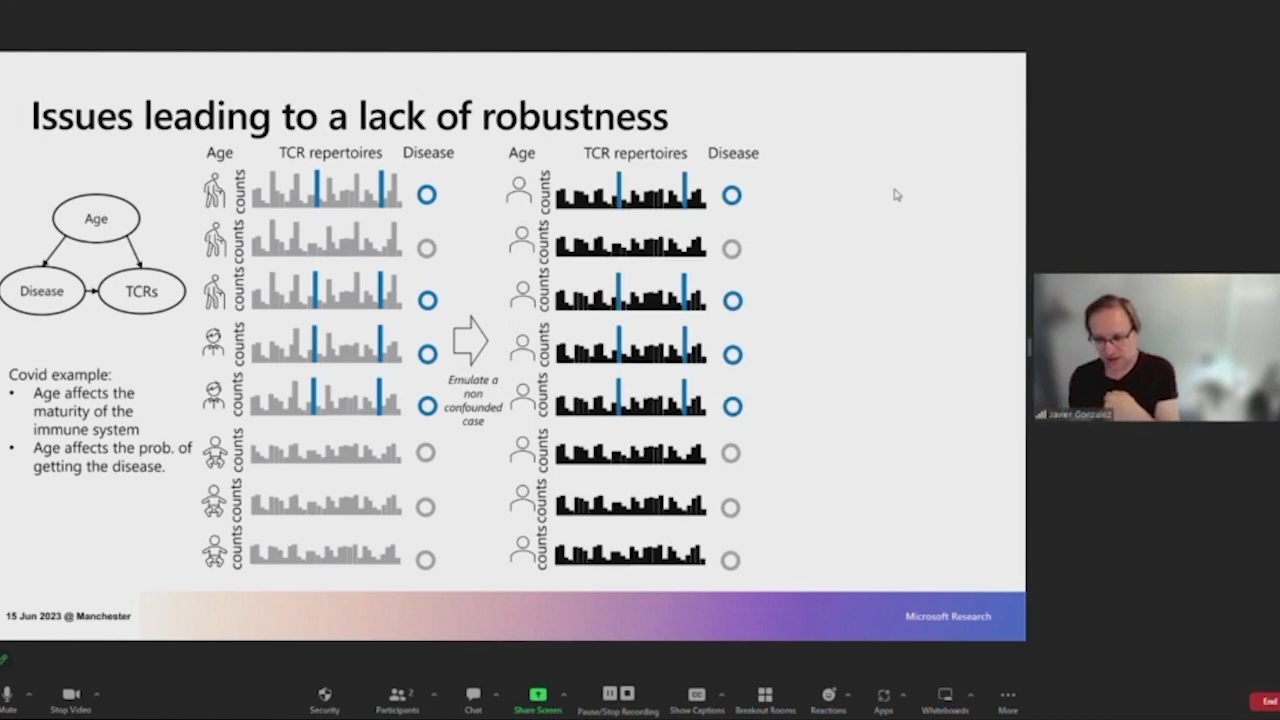 Issues leading to a lack of robustness
Age TCR repertoires Disease Age TCR repertoires Disease
counts counts
counts counts
counts counts
counts counts
counts counts
counts counts
counts counts
counts counts
Age
Disease TCRs
Covid example:
• Age affects the
maturity of the
immune system
• Age affects the prob. of
getting the disease.
Emulate a
non
confounded
case
15 Jun 2023 @ Manchester
Microsoft Research
Javier Gonzalez
Mute
Stop Video
Security
Participants
2
Chat
Share Screen
Pause/Stop Recording
Show Captions
Breakout Rooms
Reactions
Apps
Whiteboards
More
End